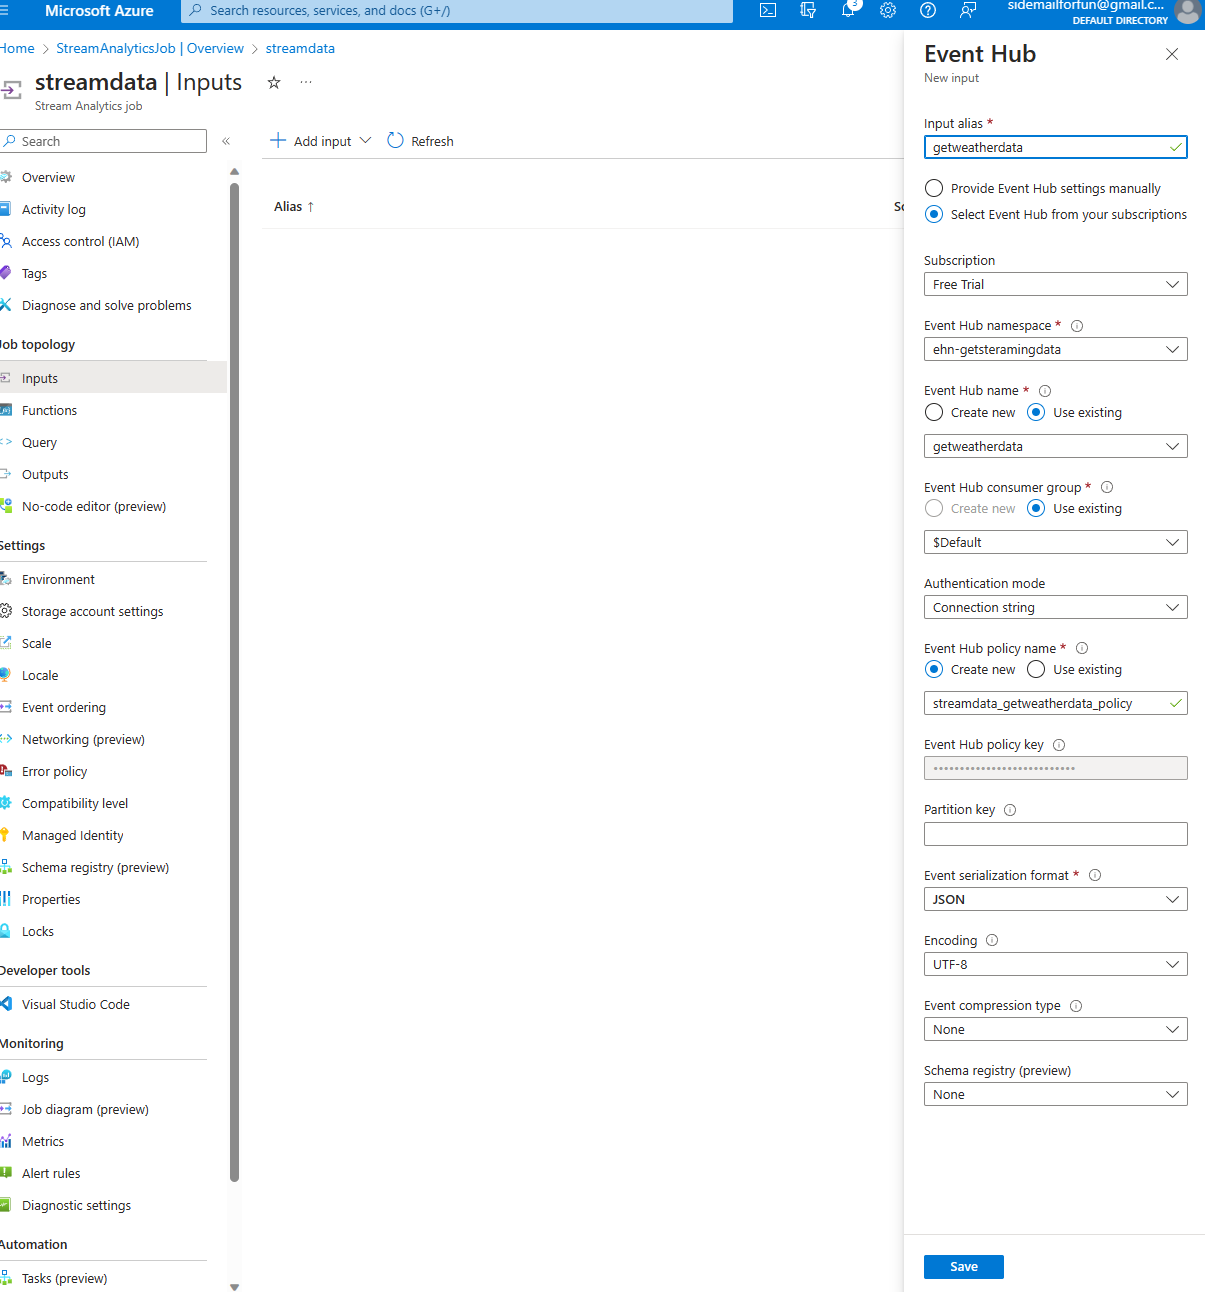 Microsoft Azure
Search resources, services, and docs (G+/)
3
sidemailforfun@gmail.c...
DEFAULT DIRECTORY
Home > StreamAnalyticsJob | Overview > streamdata
streamdata | Inputs
Stream Analytics job
Search
Overview
Activity log
Access control (IAM)
Tags
Diagnose and solve problems
Job topology
Inputs
Functions
Query
Outputs
No-code editor (preview)
Settings
Environment
Storage account settings
Scale
Locale
Event ordering
Networking (preview)
Error policy
Compatibility level
Managed Identity
Schema registry (preview)
Properties
Locks
Developer tools
Visual Studio Code
Monitoring
Logs
Job diagram (preview)
Metrics
Alert rules
Diagnostic settings
Automation
Tasks (preview)
Add input
Refresh
Alias ↑
Event Hub
New input
Input alias *
getweatherdata
Provide Event Hub settings manually
Select Event Hub from your subscriptions
Subscription
Free Trial
Event Hub namespace *
ehn-getsteramingdata
Event Hub name *
Create new Use existing
getweatherdata
Event Hub consumer group *
Create new Use existing
$Default
Authentication mode
Connection string
Event Hub policy name *
Create new Use existing
streamdata_getweatherdata_policy
Event Hub policy key
Partition key
Event serialization format *
JSON
Encoding
UTF-8
Event compression type
None
Schema registry (preview)
None
Save